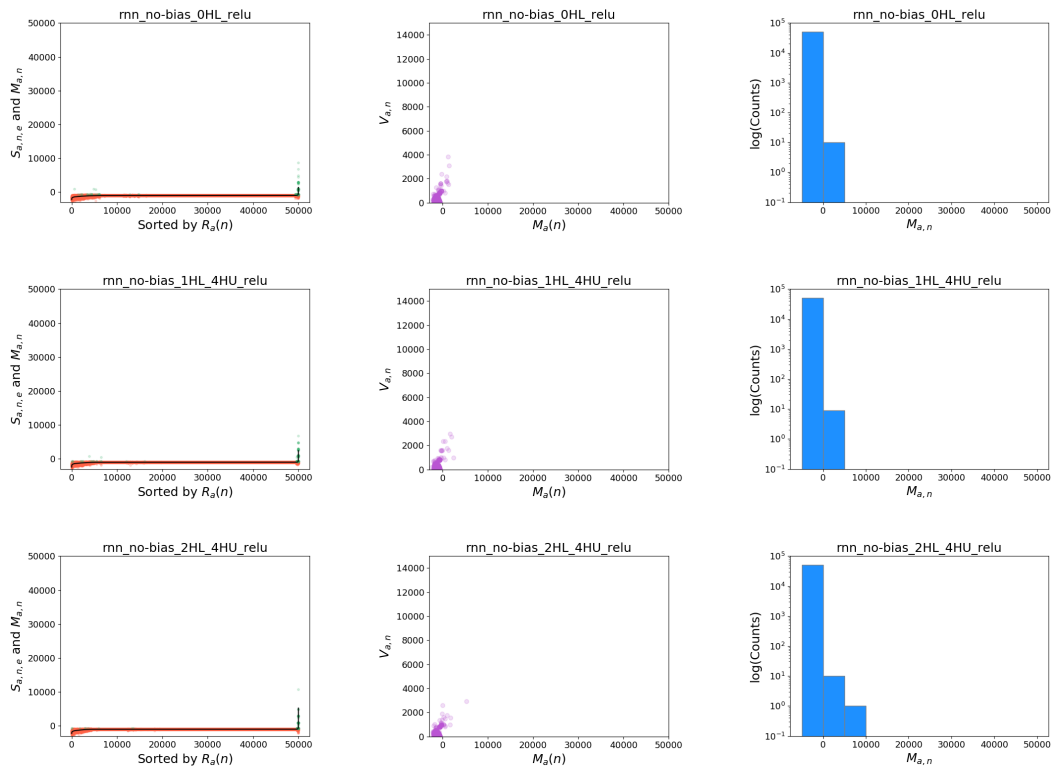 rnn_no-bias_0HL_relu
50000
40000
30000
20000
10000
0
S_{a,n,e} and M_{a,n}
0 10000 20000 30000 40000 50000
Sorted by R_a(n)
rnn_no-bias_0HL_relu
14000
12000
10000
8000
6000
4000
2000
0
V_{a,n}
0 10000 20000 30000 40000 50000
M_a(n)
rnn_no-bias_0HL_relu
10^5
10^4
10^3
10^2
10^1
10^0
10^{-1}
log(Counts)
0 10000 20000 30000 40000 50000
M_{a,n}
rnn_no-bias_1HL_4HU_relu
50000
40000
30000
20000
10000
0
S_{a,n,e} and M_{a,n}
0 10000 20000 30000 40000 50000
Sorted by R_a(n)
rnn_no-bias_1HL_4HU_relu
14000
12000
10000
8000
6000
4000
2000
0
V_{a,n}
0 10000 20000 30000 40000 50000
M_a(n)
rnn_no-bias_1HL_4HU_relu
10^5
10^4
10^3
10^2
10^1
10^0
10^{-1}
log(Counts)
0 10000 20000 30000 40000 50000
M_{a,n}
rnn_no-bias_2HL_4HU_relu
50000
40000
30000
20000
10000
0
S_{a,n,e} and M_{a,n}
0 10000 20000 30000 40000 50000
Sorted by R_a(n)
rnn_no-bias_2HL_4HU_relu
14000
12000
10000
8000
6000
4000
2000
0
V_{a,n}
0 10000 20000 30000 40000 50000
M_a(n)
rnn_no-bias_2HL_4HU_relu
10^5
10^4
10^3
10^2
10^1
10^0
10^{-1}
log(Counts)
0 10000 20000 30000 40000 50000
M_{a,n}